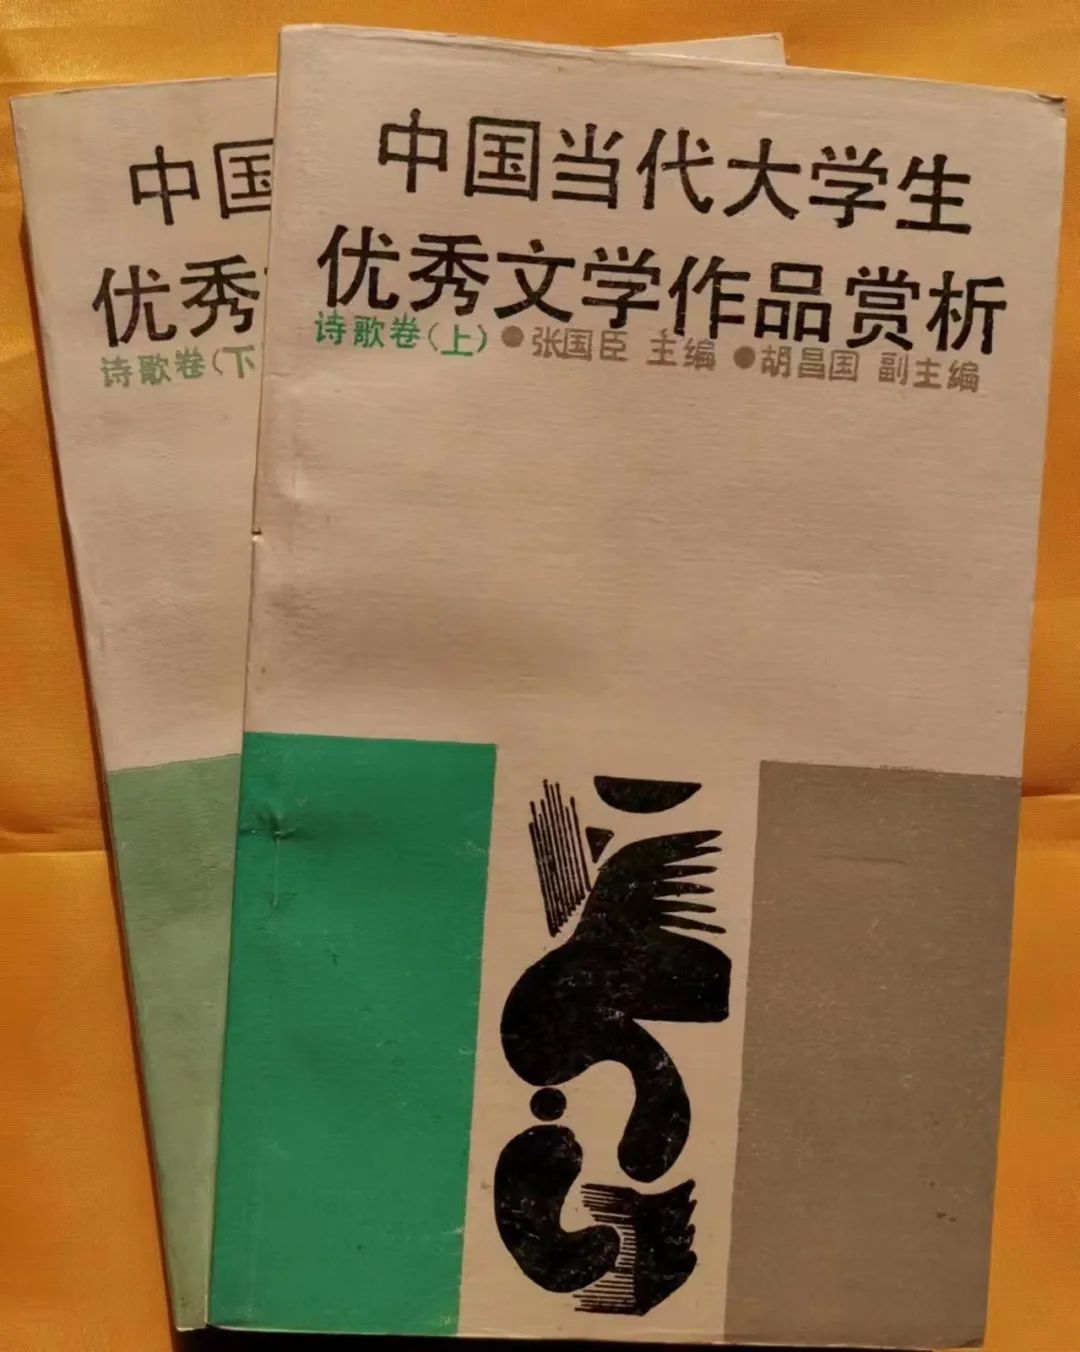 中国当代大学生
优秀文学作品赏析
诗歌卷(上)●张国臣 主编●胡昌国 副主编
中国
优秀
诗歌卷(下